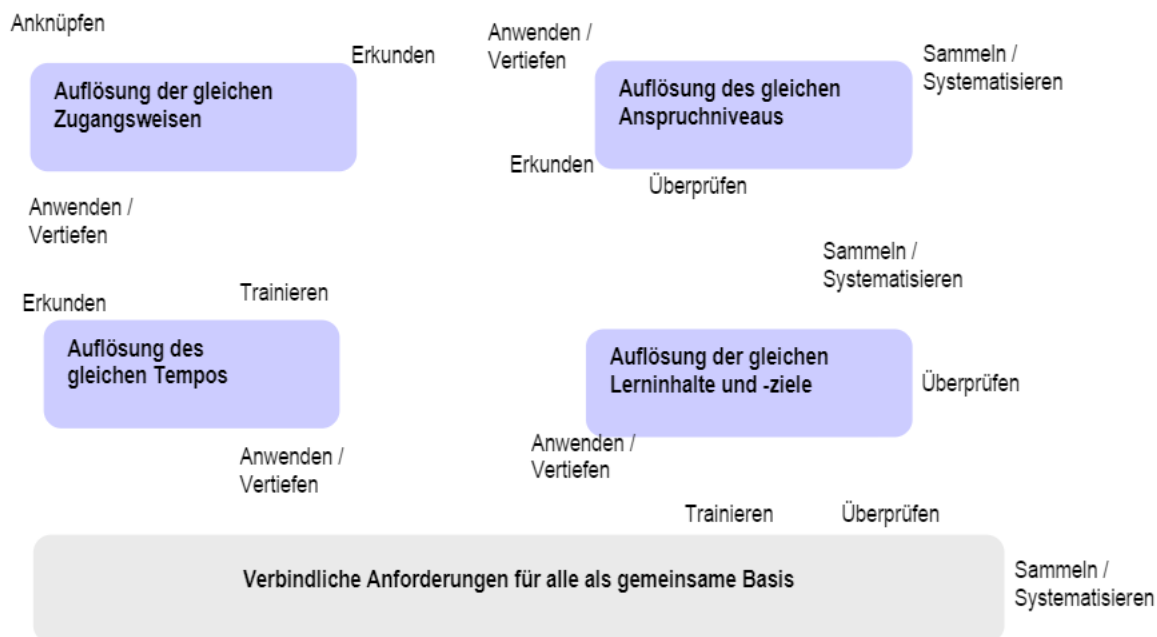 Anknüpfen
Erkunden
Auflösung der gleichen
Zugangsweisen
Anwenden /
Vertiefen
Anwenden /
Vertiefen
Sammeln /
Systematisieren
Auflösung des gleichen
Anspruchniveaus
Erkunden
Überprüfen
Erkunden
Trainieren
Auflösung des
gleichen Tempos
Anwenden /
Vertiefen
Sammeln /
Systematisieren
Auflösung der gleichen
Lerninhalte und -ziele
Überprüfen
Anwenden /
Vertiefen
Trainieren
Überprüfen
Verbindliche Anforderungen für alle als gemeinsame Basis
Sammeln /
Systematisieren